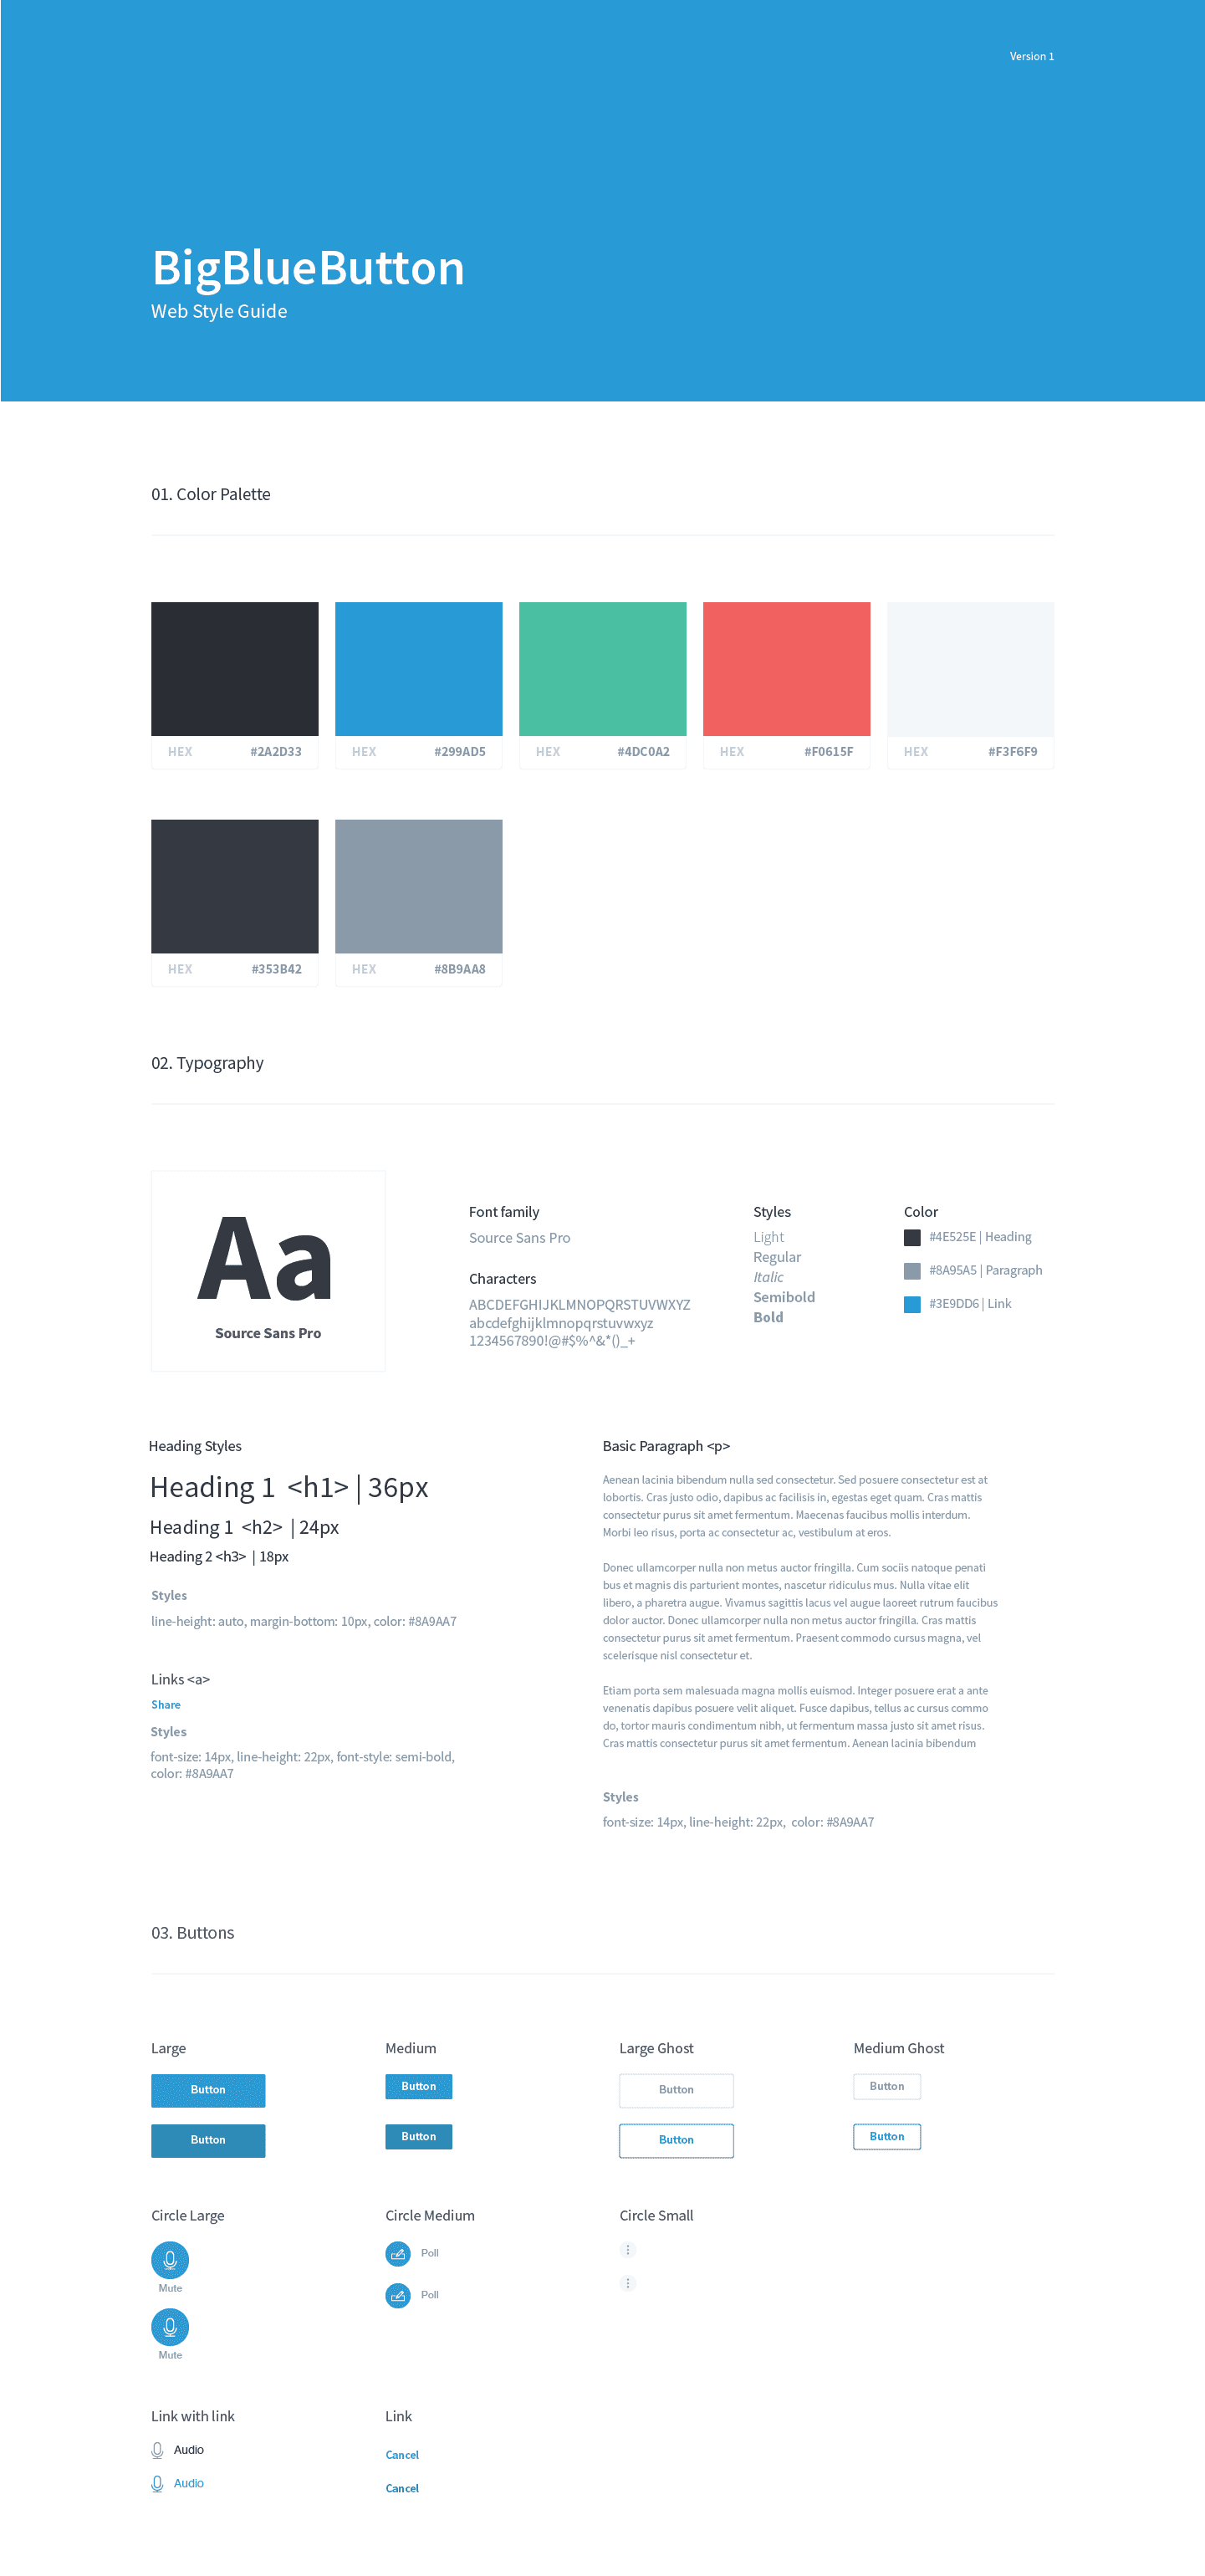 Version 1
BigBlueButton
Web Style Guide
01. Color Palette
HEX #2A2D33
HEX #299AD5
HEX #4DC0A2
HEX #F0615F
HEX #F3F6F9
HEX #353B42
HEX #8B9AA8
02. Typography
Aa
Source Sans Pro
Font family
Source Sans Pro
Characters
ABCDEFGHIJKLMNOPQRSTUVWXYZ
abcdefghijklmnopqrstuvwxyz
1234567890!@#$%^&*()_+
Styles
Light
Regular
Italic
Semibold
Bold
Color
#4E525E | Heading
#8A95A5 | Paragraph
#3E9DD6 | Link
Heading Styles
Heading 1 <h1> | 36px
Heading 1 <h2> | 24px
Heading 2 <h3> | 18px
Styles
line-height: auto, margin-bottom: 10px, color: #8A9AA7
Links <a>
Share
Styles
font-size: 14px, line-height: 22px, font-style: semi-bold,
color: #8A9AA7
Basic Paragraph <p>
Aenean lacinia bibendum nulla sed consectetur. Sed posuere consectetur est at
lobortis. Cras justo odio, dapibus ac facilisis in, egestas eget quam. Cras mattis
consectetur purus sit amet fermentum. Maecenas faucibus mollis interdum.
Morbi leo risus, porta ac consectetur ac, vestibulum at eros.
Donec ullamcorper nulla non metus auctor fringilla. Cum sociis natoque penati
bus et magnis dis parturient montes, nascetur ridiculus mus. Nulla vitae elit
libero, a pharetra augue. Vivamus sagittis lacus vel augue laoreet rutrum faucibus
dolor auctor. Donec ullamcorper nulla non metus auctor fringilla. Cras mattis
consectetur purus sit amet fermentum. Praesent commodo cursus magna, vel
scelerisque nisl consectetur et.
Etiam porta sem malesuada magna mollis euismod. Integer posuere erat a ante
venenatis dapibus posuere velit aliquet. Fusce dapibus, tellus ac cursus commo
do, tortor mauris condimentum nibh, ut fermentum massa justo sit amet risus.
Cras mattis consectetur purus sit amet fermentum. Aenean lacinia bibendum
Styles
font-size: 14px, line-height: 22px, color: #8A9AA7
03. Buttons
Large
Button
Button
Medium
Button
Button
Large Ghost
Button
Button
Medium Ghost
Button
Button
Circle Large
Mute
Mute
Circle Medium
Poll
Poll
Circle Small
Link with link
Audio
Audio
Link
Cancel
Cancel